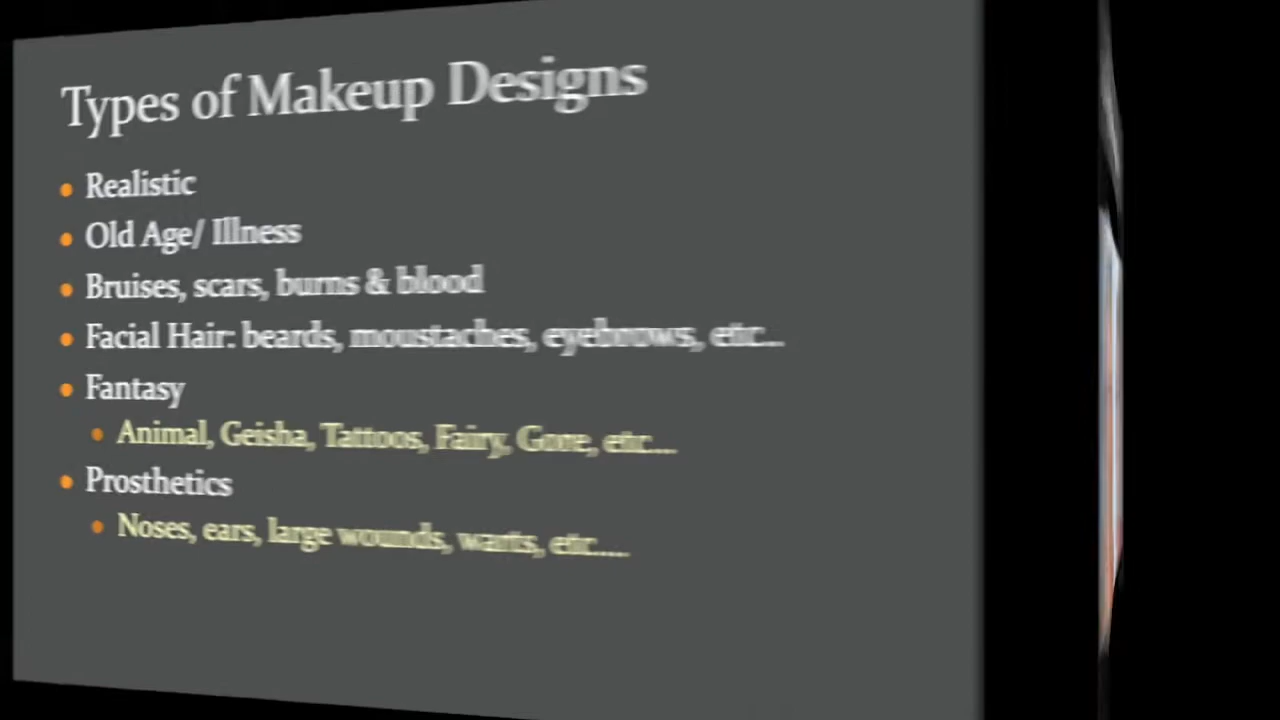 Types of Makeup Designs
Realistic
Old Age/ Illness
Bruises, scars, burns & blood
Facial Hair: beards, moustaches, eyebrows, etc...
Fantasy
Animal, Geisha, Tattoos, Fairy, Gore, etc...
Prosthetics
Noses, ears, large wounds, warts, etc....